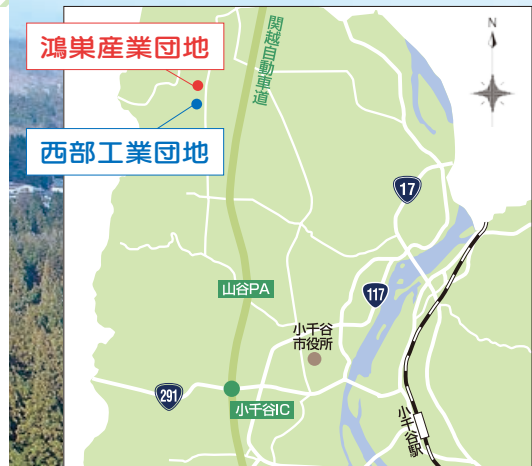 鴻巣産業団地
関越自動車道
N
西部工業団地
17
山谷PA
117
小千谷
市役所
291
小千谷IC
小千谷駅